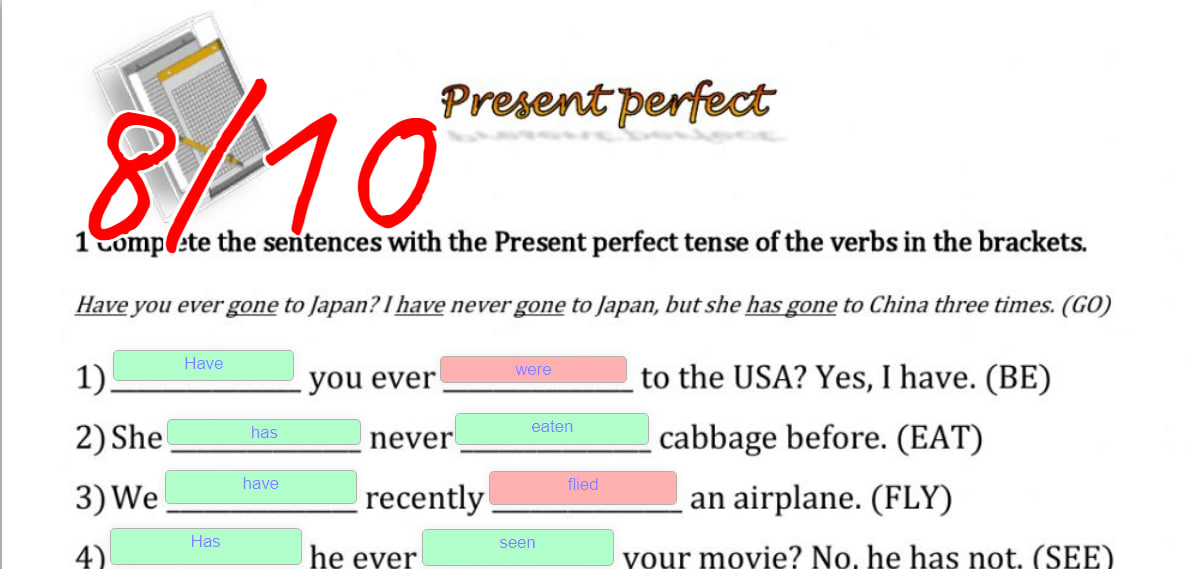 Present perfect
8/10
1 Complete the sentences with the Present perfect tense of the verbs in the brackets.
Have you ever gone to Japan? I have never gone to Japan, but she has gone to China three times. (GO)
1) Have you ever were to the USA? Yes, I have. (BE)
2) She has never eaten cabbage before. (EAT)
3) We have recently flied an airplane. (FLY)
4) Has he ever seen your movie? No, he has not. (SEE)